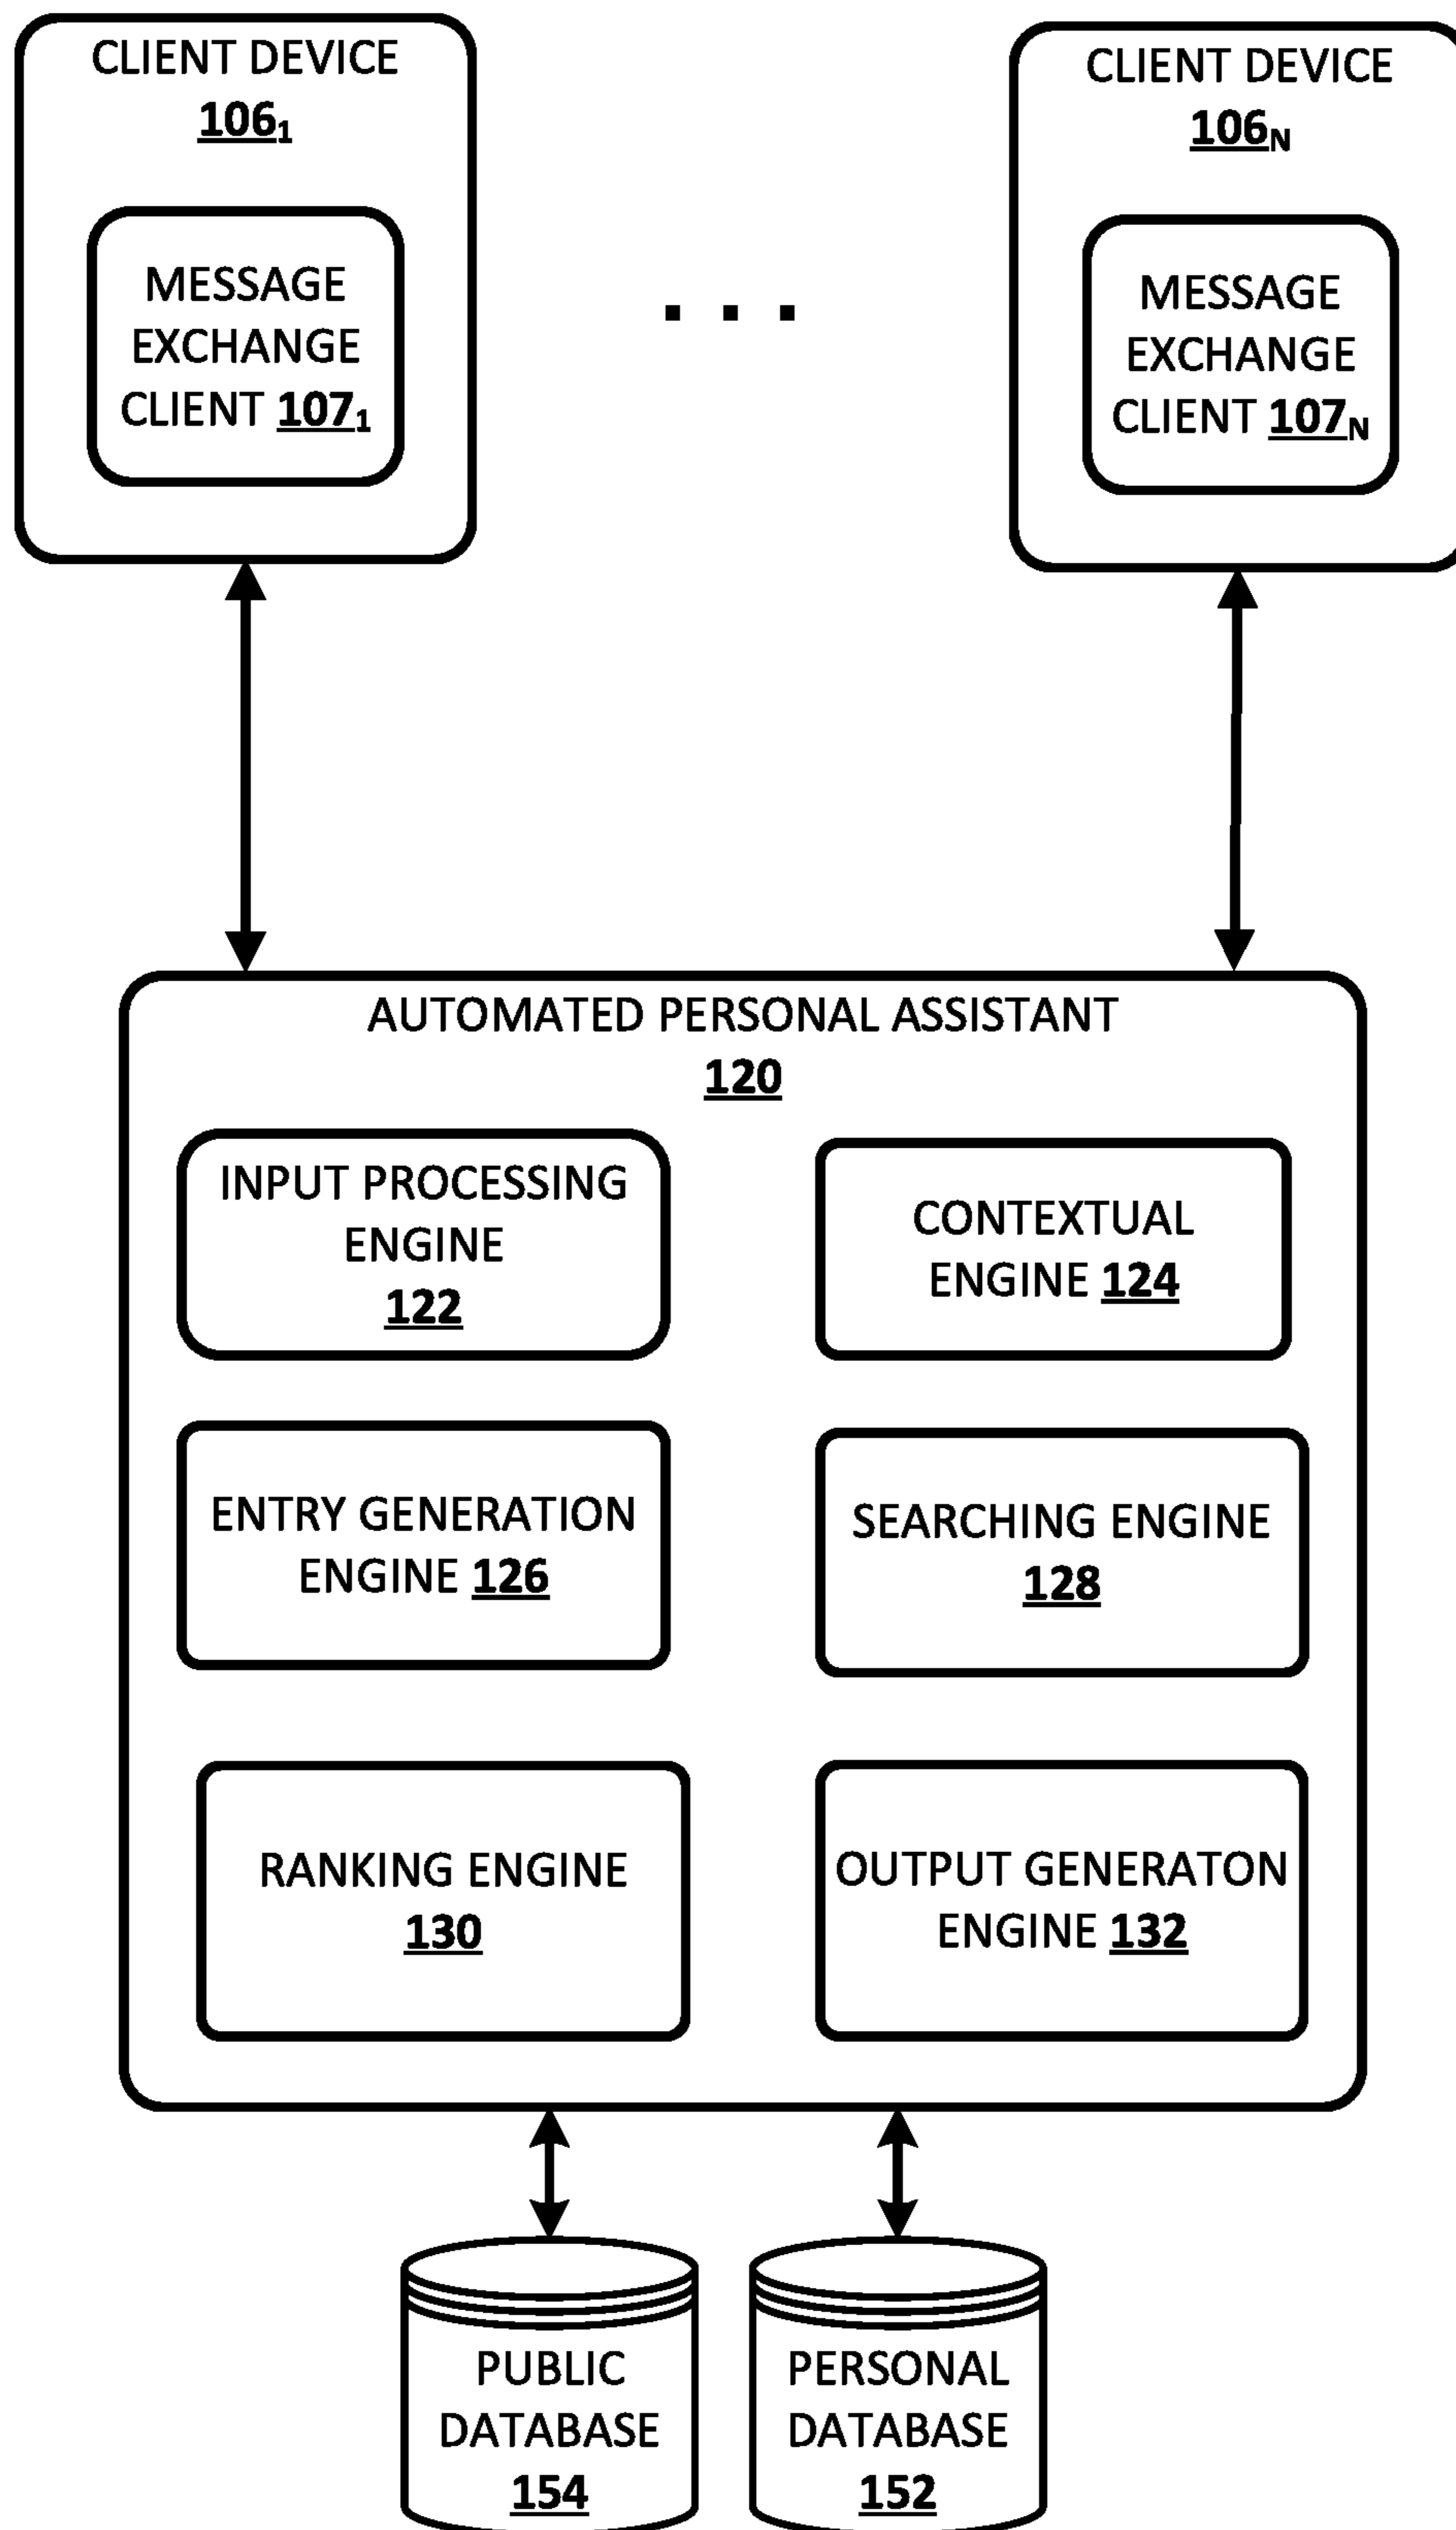 CLIENT DEVICE
106₁
MESSAGE
EXCHANGE
CLIENT 107₁
. . .
CLIENT DEVICE
106N
MESSAGE
EXCHANGE
CLIENT 107N
AUTOMATED PERSONAL ASSISTANT
120
INPUT PROCESSING
ENGINE
122
CONTEXTUAL
ENGINE 124
ENTRY GENERATION
ENGINE 126
SEARCHING ENGINE
128
RANKING ENGINE
130
OUTPUT GENERATON
ENGINE 132
PUBLIC
DATABASE
154
PERSONAL
DATABASE
152